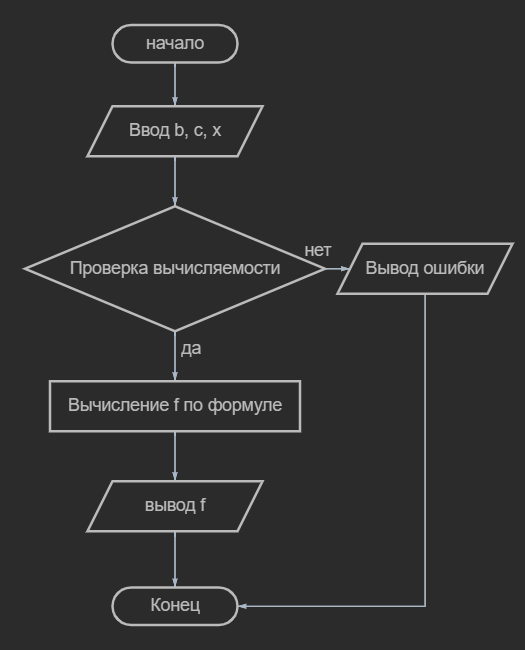 начало
Ввод b, c, x
Проверка вычисляемости
нет
Вывод ошибки
да
Вычисление f по формуле
вывод f
Конец